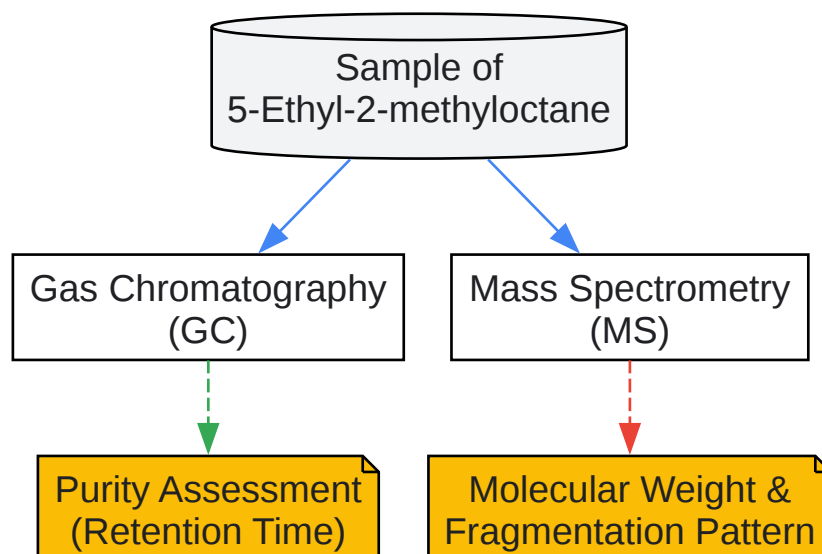 Sample of
5-Ethyl-2-methyloctane
Gas Chromatography
(GC)
Mass Spectrometry
(MS)
Purity Assessment
(Retention Time)
Molecular Weight &
Fragmentation Pattern